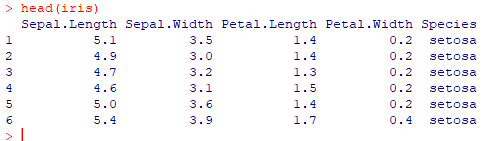 > head(iris)
  Sepal.Length Sepal.Width Petal.Length Petal.Width Species
1          5.1         3.5          1.4         0.2  setosa
2          4.9         3.0          1.4         0.2  setosa
3          4.7         3.2          1.3         0.2  setosa
4          4.6         3.1          1.5         0.2  setosa
5          5.0         3.6          1.4         0.2  setosa
6          5.4         3.9          1.7         0.4  setosa
>